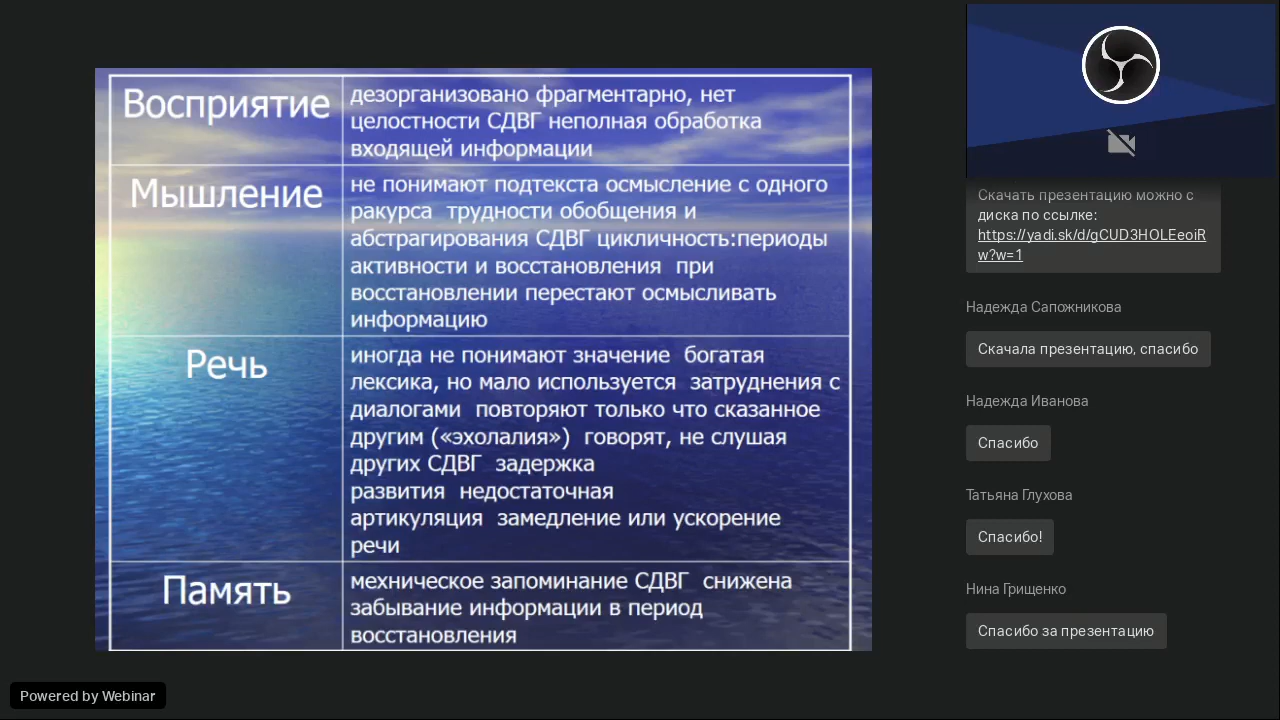 Восприятие
дезорганизовано фрагментарно, нет
целостности СДВГ неполная обработка
входящей информации
Мышление
не понимают подтекста осмысление с одного
ракурса трудности обобщения и
абстрагирования СДВГ цикличность:периоды
активности и восстановления при
восстановлении перестают осмысливать
информацию
Речь
иногда не понимают значение богатая
лексика, но мало используется затруднения с
диалогами повторяют только что сказанное
другим («эхолалия») говорят, не слушая
других СДВГ задержка
развития недостаточная
артикуляция замедление или ускорение
речи
Память
мехническое запоминание СДВГ снижена
забывание информации в период
восстановления
Скачать презентацию можно с
диска по ссылке:
https://yadi.sk/d/gCUD3HOLEeoiR
w?w=1
Надежда Сапожникова
Скачала презентацию, спасибо
Надежда Иванова
Спасибо
Татьяна Глухова
Спасибо!
Нина Грищенко
Спасибо за презентацию
Powered by Webinar